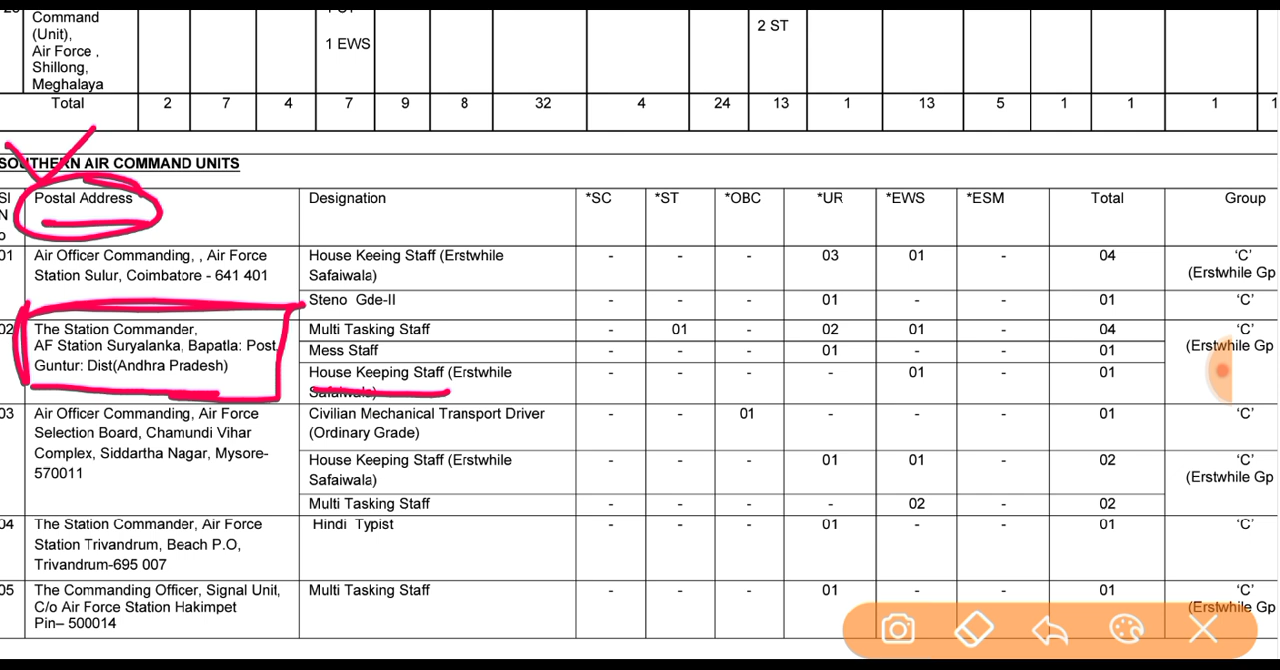 Command
(Unit),
Air Force ,
Shillong,
Meghalaya
1 EWS
2 ST
Total 2 7 4 7 9 8 32 4 24 13 1 13 5 1 1 1 1
SOUTHERN AIR COMMAND UNITS
Sl N o Postal Address Designation *SC *ST *OBC *UR *EWS *ESM Total Group
01 Air Officer Commanding, , Air Force
Station Sulur, Coimbatore - 641 401
House Keeing Staff (Erstwhile
Safaiwala)
- - - 03 01 - 04 ‘C’
(Erstwhile Gp
Steno Gde-II - - - 01 - - 01 ‘C’
02 The Station Commander,
AF Station Suryalanka, Bapatla: Post,
Guntur: Dist(Andhra Pradesh)
Multi Tasking Staff - 01 - 02 01 - 04 ‘C’
(Erstwhile Gp
Mess Staff - - - 01 - - 01
House Keeping Staff (Erstwhile
Safaiwala)
- - - - 01 - 01
03 Air Officer Commanding, Air Force
Selection Board, Chamundi Vihar
Complex, Siddartha Nagar, Mysore-
570011
Civilian Mechanical Transport Driver
(Ordinary Grade)
- - 01 - - - 01 ‘C’
House Keeping Staff (Erstwhile
Safaiwala)
- - - 01 01 - 02 ‘C’
(Erstwhile Gp
Multi Tasking Staff - - - - 02 - 02
04 The Station Commander, Air Force
Station Trivandrum, Beach P.O,
Trivandrum-695 007
Hindi Typist - - - 01 - - 01 ‘C’
05 The Commanding Officer, Signal Unit,
C/o Air Force Station Hakimpet
Pin– 500014
Multi Tasking Staff - - - 01 - - 01 ‘C’
(Erstwhile Gp